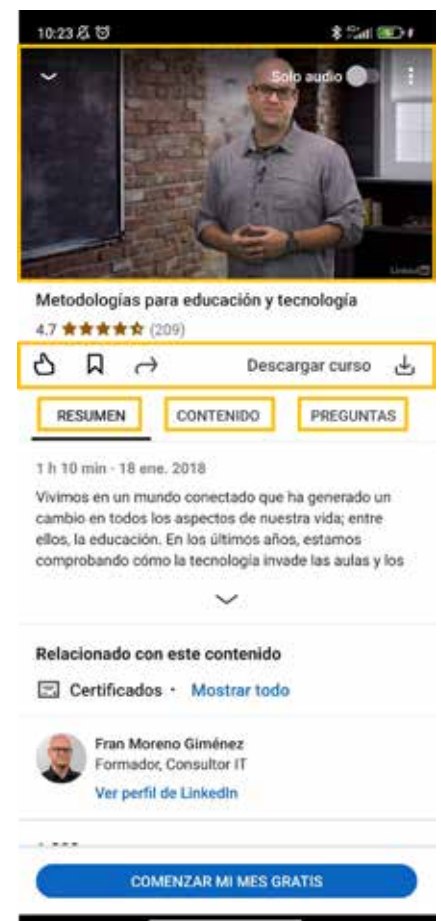 10:23
Solo audio
Linked
Metodologías para educación y tecnología
4.7 (209)
Descargar curso
RESUMEN CONTENIDO PREGUNTAS
1 h 10 min · 18 ene. 2018
Vivimos en un mundo conectado que ha generado un
cambio en todos los aspectos de nuestra vida; entre
ellos, la educación. En los últimos años, estamos
comprobando cómo la tecnología invade las aulas y los
Relacionado con este contenido
Certificados · Mostrar todo
Fran Moreno Giménez
Formador, Consultor IT
Ver perfil de LinkedIn
COMENZAR MI MES GRATIS